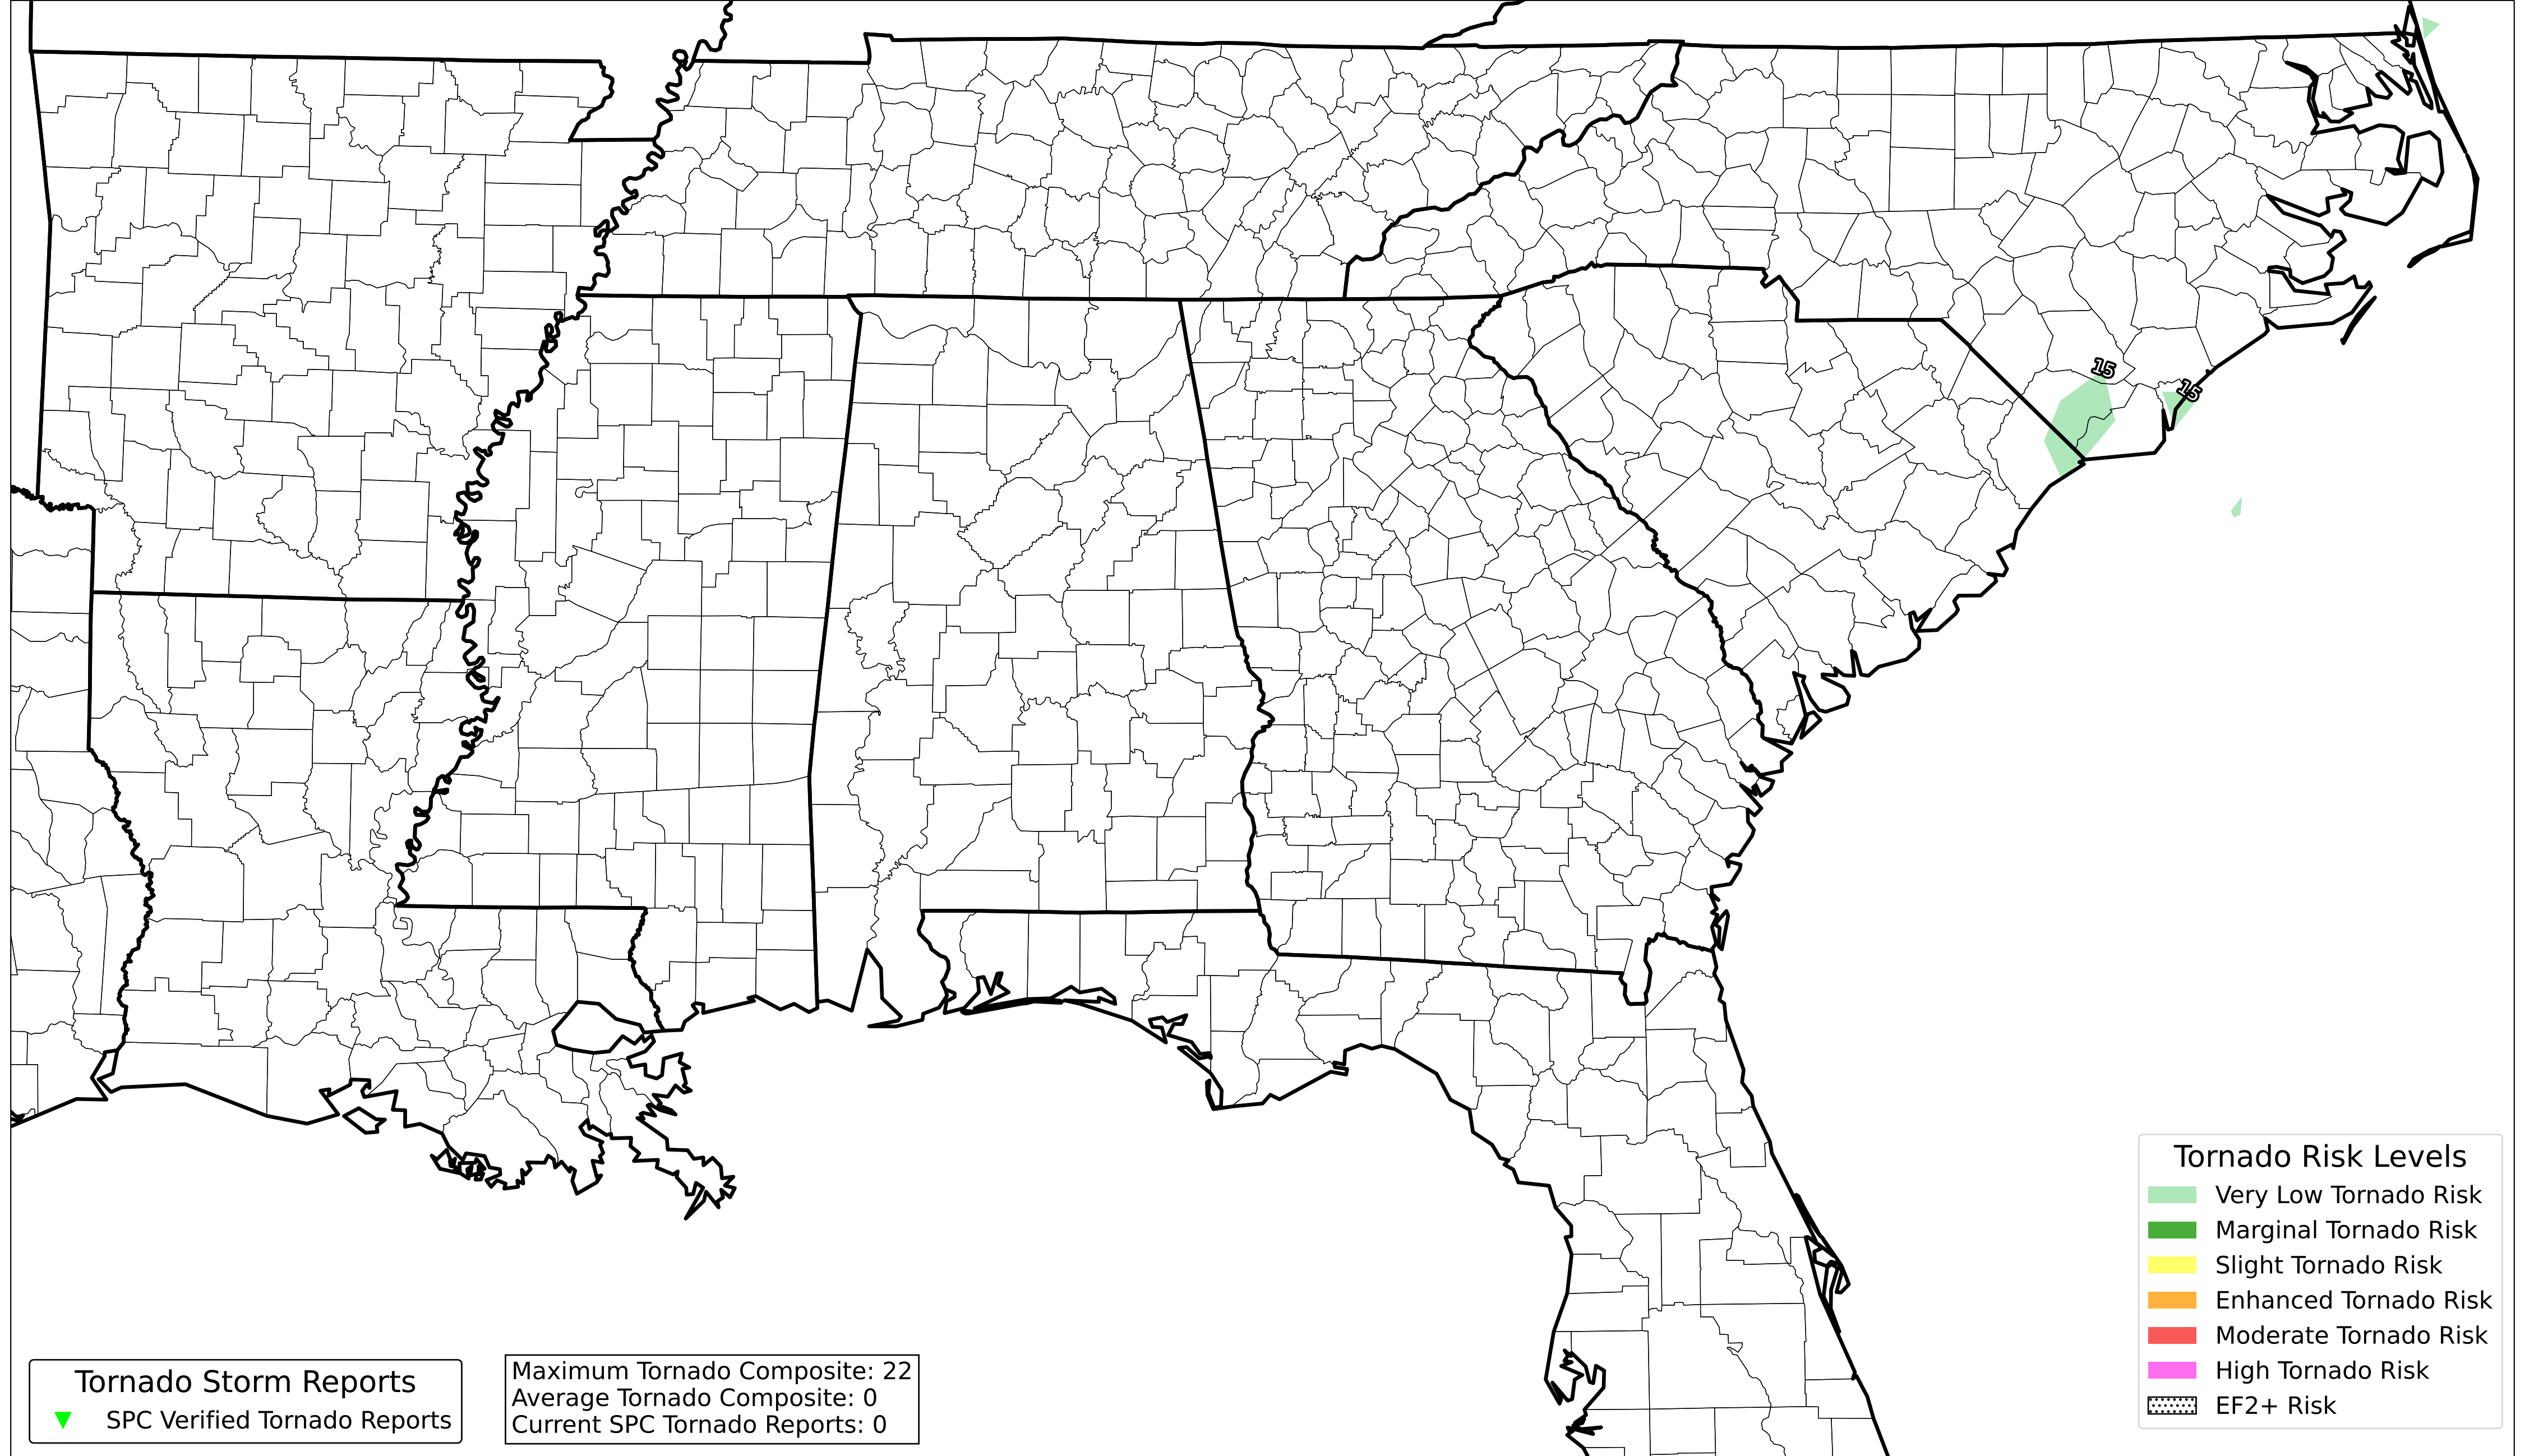 15
15
Tornado Risk Levels
Very Low Tornado Risk
Marginal Tornado Risk
Slight Tornado Risk
Enhanced Tornado Risk
Moderate Tornado Risk
High Tornado Risk
EF2+ Risk
Tornado Storm Reports
SPC Verified Tornado Reports
Maximum Tornado Composite: 22
Average Tornado Composite: 0
Current SPC Tornado Reports: 0